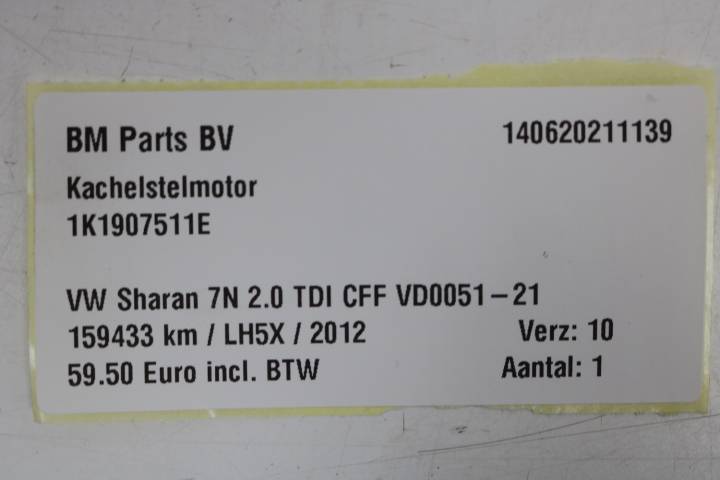 BM Parts BV 140620211139
Kachelstelmotor
1K1907511E
VW Sharan 7N 2.0 TDI CFF VD0051-21
159433 km / LH5X / 2012 Verz: 10
59.50 Euro incl. BTW Aantal: 1